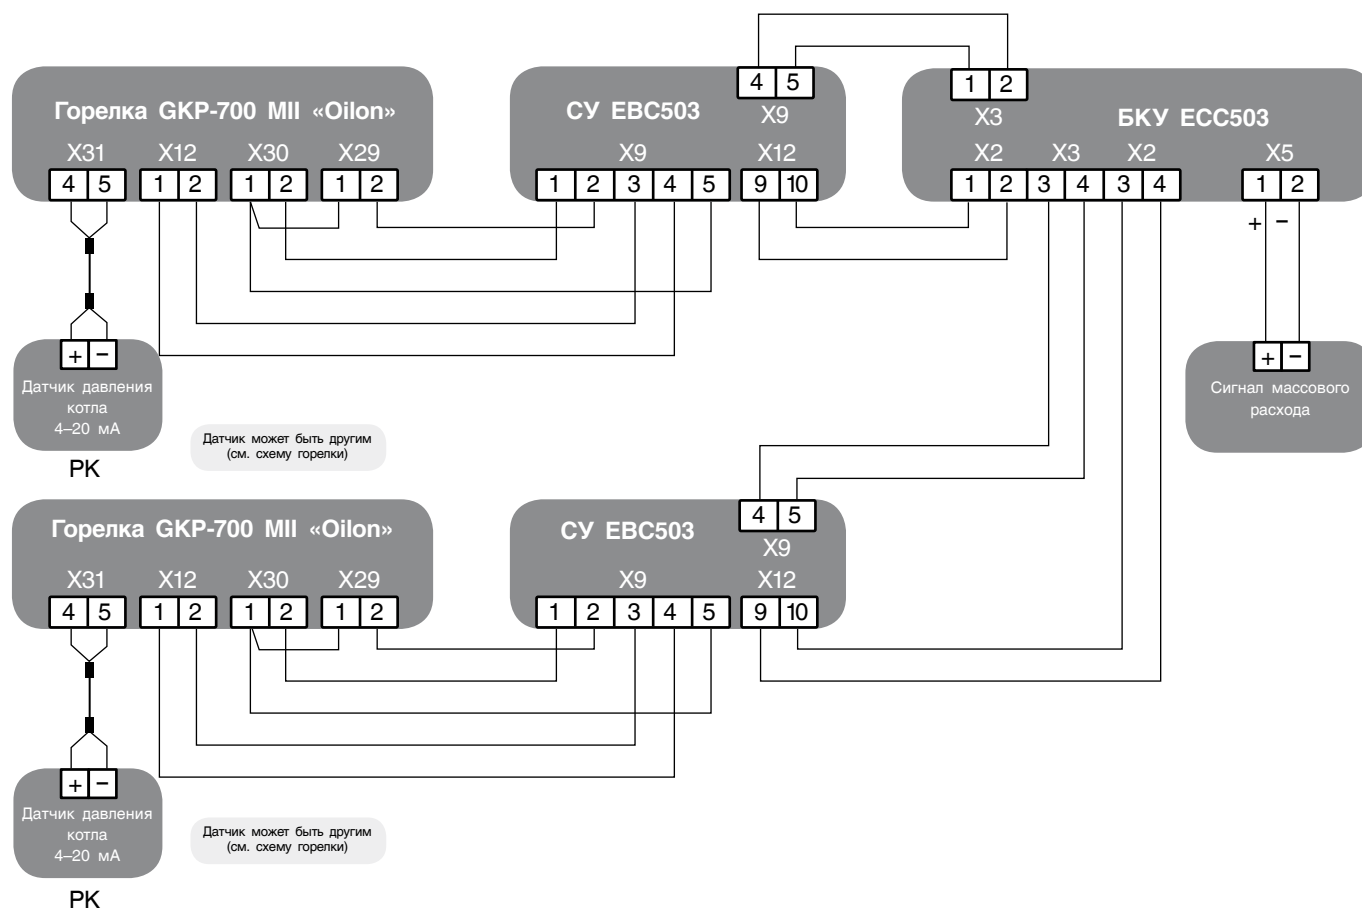 4 5
1 2
Горелка GKP-700 MII «Oilon»
СУ EBC503
X9
X3
БКУ ECC503
X31 X12 X30 X29
X9 X12
X2 X3 X2 X5
4 5 1 2 1 2 1 2
1 2 3 4 5 9 10
1 2 3 4 3 4 1 2
+ −
+ −
Датчик давления
котла
4–20 мА
+ −
Сигнал массового
расхода
Датчик может быть другим
(см. схему горелки)
РК
4 5
Горелка GKP-700 MII «Oilon»
СУ EBC503
X9
X31 X12 X30 X29
X9 X12
4 5 1 2 1 2 1 2
1 2 3 4 5 9 10
+ −
Датчик давления
котла
4–20 мА
Датчик может быть другим
(см. схему горелки)
РК